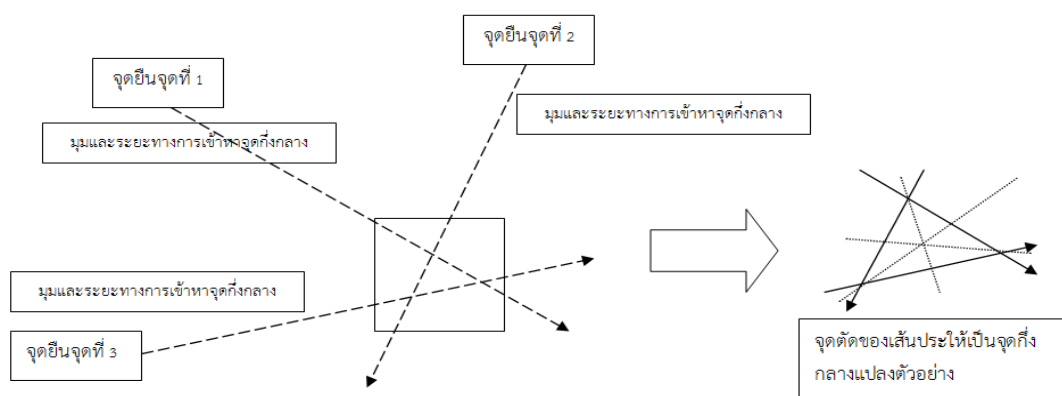 จุดยืนจุดที่ 2
จุดยืนจุดที่ 1
มุมและระยะทางการเข้าหาจุดกึ่งกลาง
มุมและระยะทางการเข้าหาจุดกึ่งกลาง
มุมและระยะทางการเข้าหาจุดกึ่งกลาง
จุดยืนจุดที่ 3
จุดตัดของเส้นประให้เป็นจุดกึ่ง
กลางแปลงตัวอย่าง